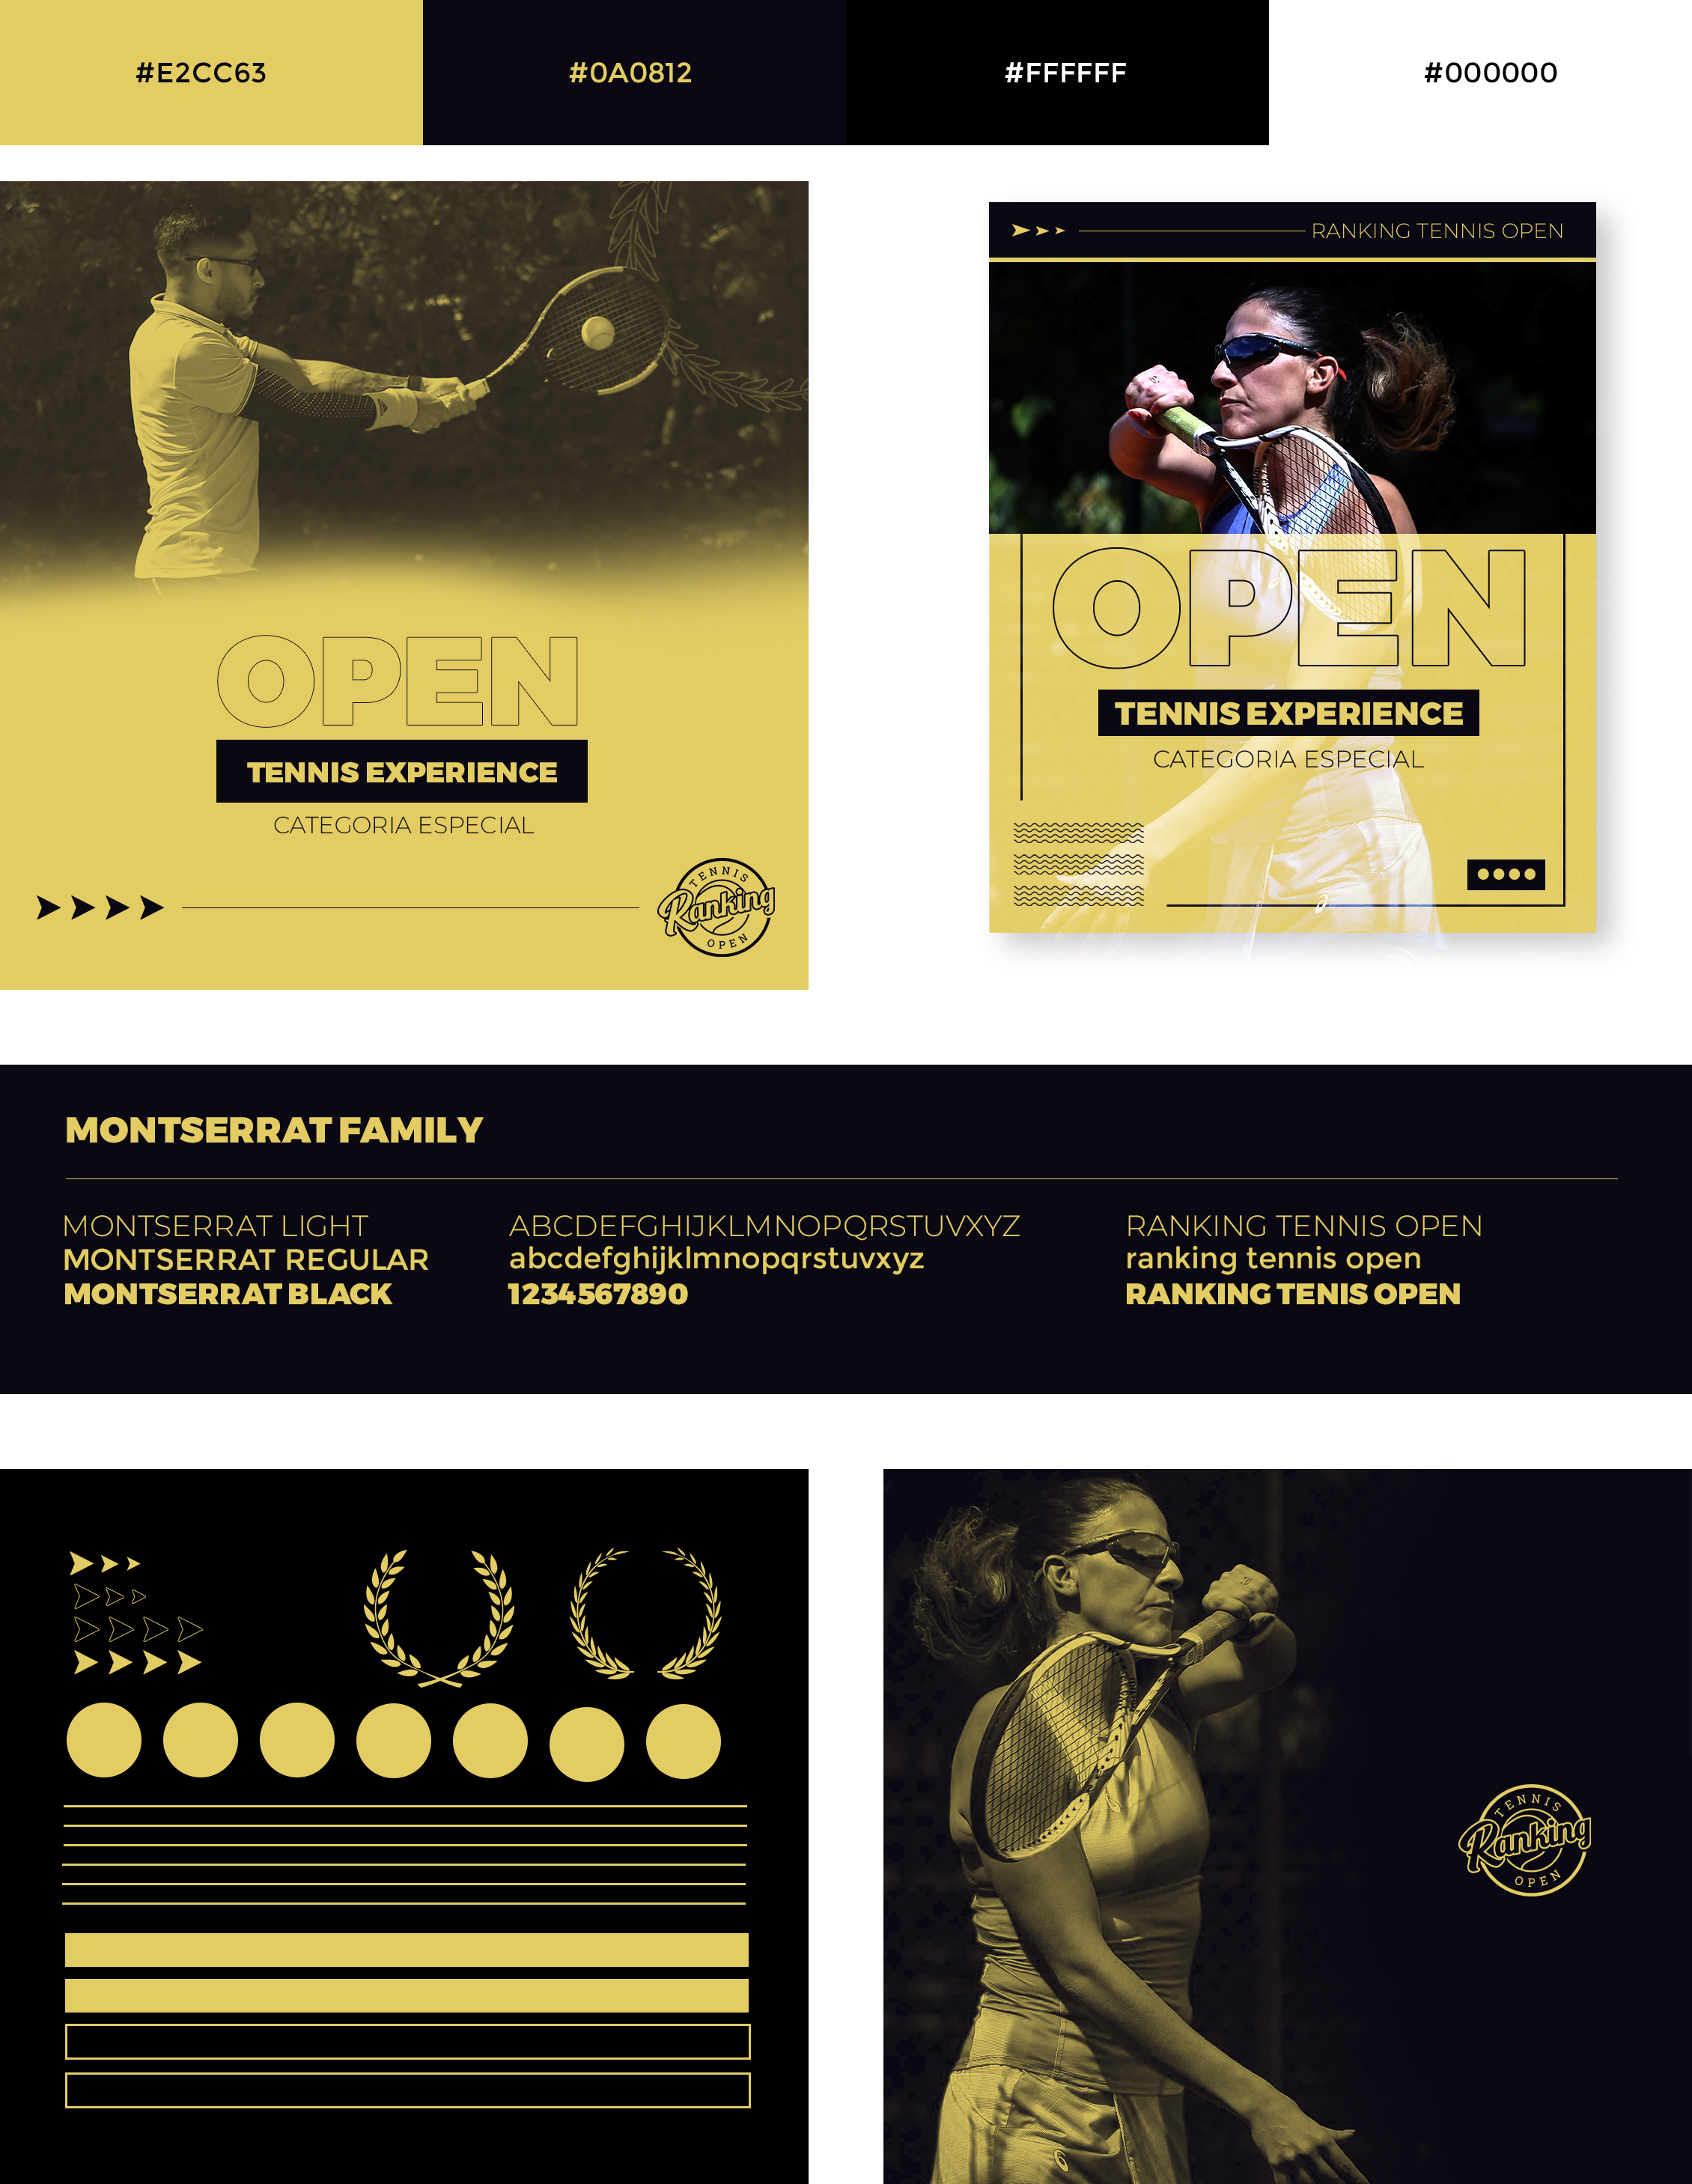 #E2CC63
#0A0812
#FFFFFF
#000000
OPEN
TENNIS EXPERIENCE
CATEGORIA ESPECIAL
TENNIS
Ranking
OPEN
RANKING TENNIS OPEN
OPEN
TENNIS EXPERIENCE
CATEGORIA ESPECIAL
MONTSERRAT FAMILY
MONTSERRAT LIGHT
MONTSERRAT REGULAR
MONTSERRAT BLACK
ABCDEFGHIJKLMNOPQRSTUVXYZ
abcdefghijklmnopqrstuvxyz
1234567890
RANKING TENNIS OPEN
ranking tennis open
RANKING TENIS OPEN
TENNIS
Ranking
OPEN